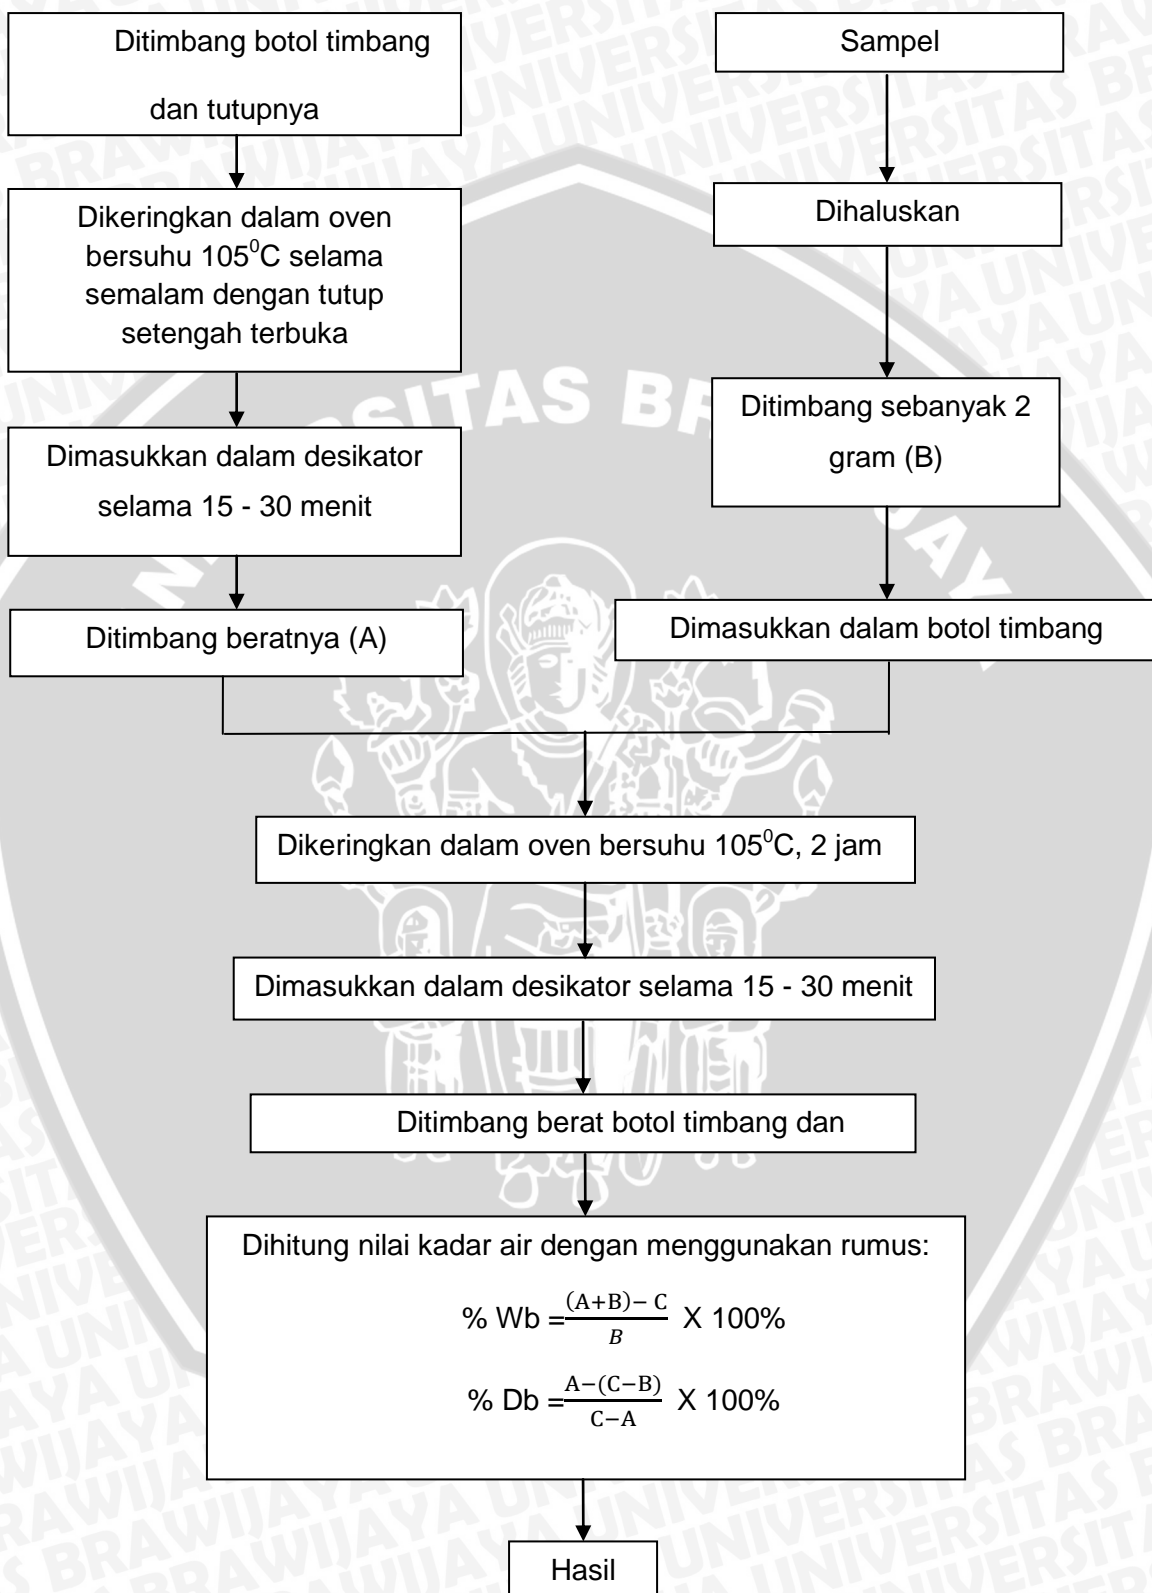 Ditimbang botol timbang
dan tutupnya
Dikeringkan dalam oven
bersuhu 105⁰C selama
semalam dengan tutup
setengah terbuka
Dimasukkan dalam desikator
selama 15 - 30 menit
Ditimbang beratnya (A)
Sampel
Dihaluskan
Ditimbang sebanyak 2
gram (B)
Dimasukkan dalam botol timbang
Dikeringkan dalam oven bersuhu 105⁰C, 2 jam
Dimasukkan dalam desikator selama 15 - 30 menit
Ditimbang berat botol timbang dan
Dihitung nilai kadar air dengan menggunakan rumus:
% Wb = \frac{(A+B)− C}{B} X 100%
% Db = \frac{A−(C−B)}{C−A} X 100%
Hasil